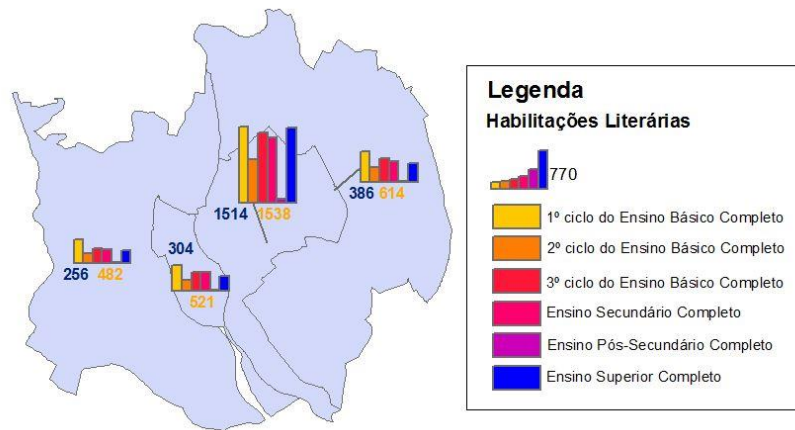 1514 1538
386 614
304
256 482
521
Legenda
Habilitações Literárias
770
1º ciclo do Ensino Básico Completo
2º ciclo do Ensino Básico Completo
3º ciclo do Ensino Básico Completo
Ensino Secundário Completo
Ensino Pós-Secundário Completo
Ensino Superior Completo